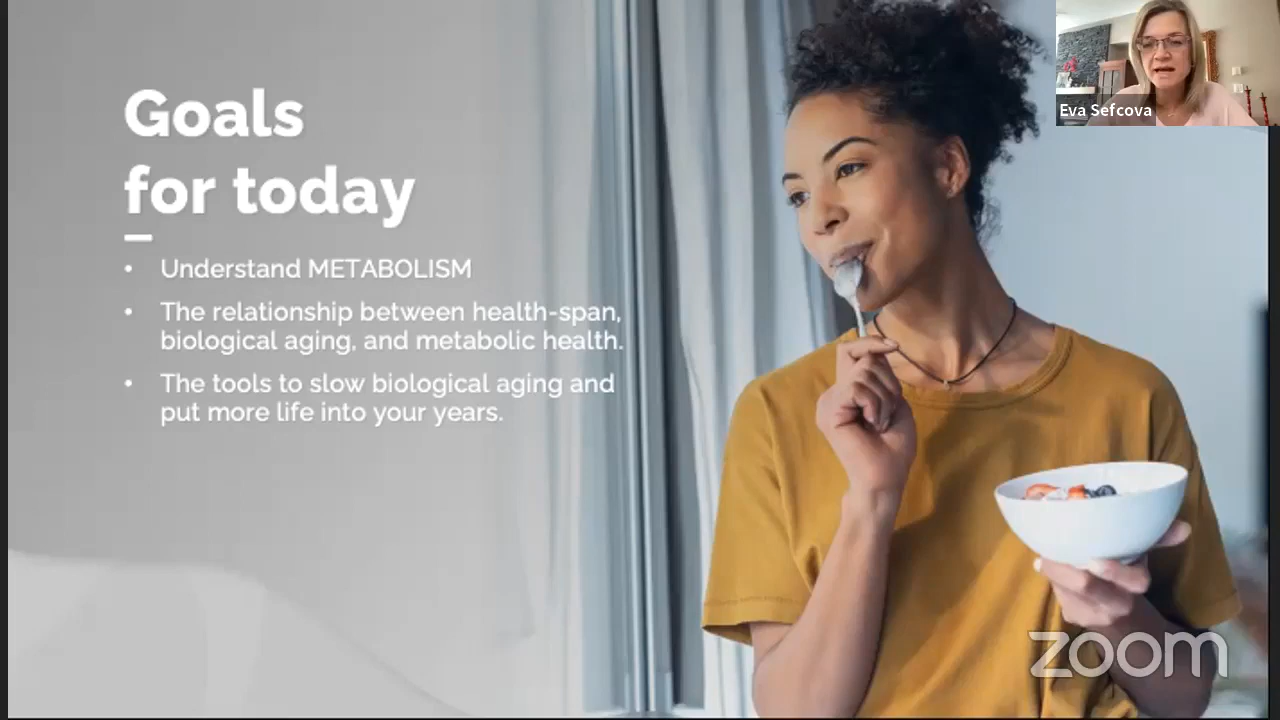 Goals
for today
• Understand METABOLISM
• The relationship between health-span,
biological aging, and metabolic health.
• The tools to slow biological aging and
put more life into your years.
Eva Sefcova
zoom